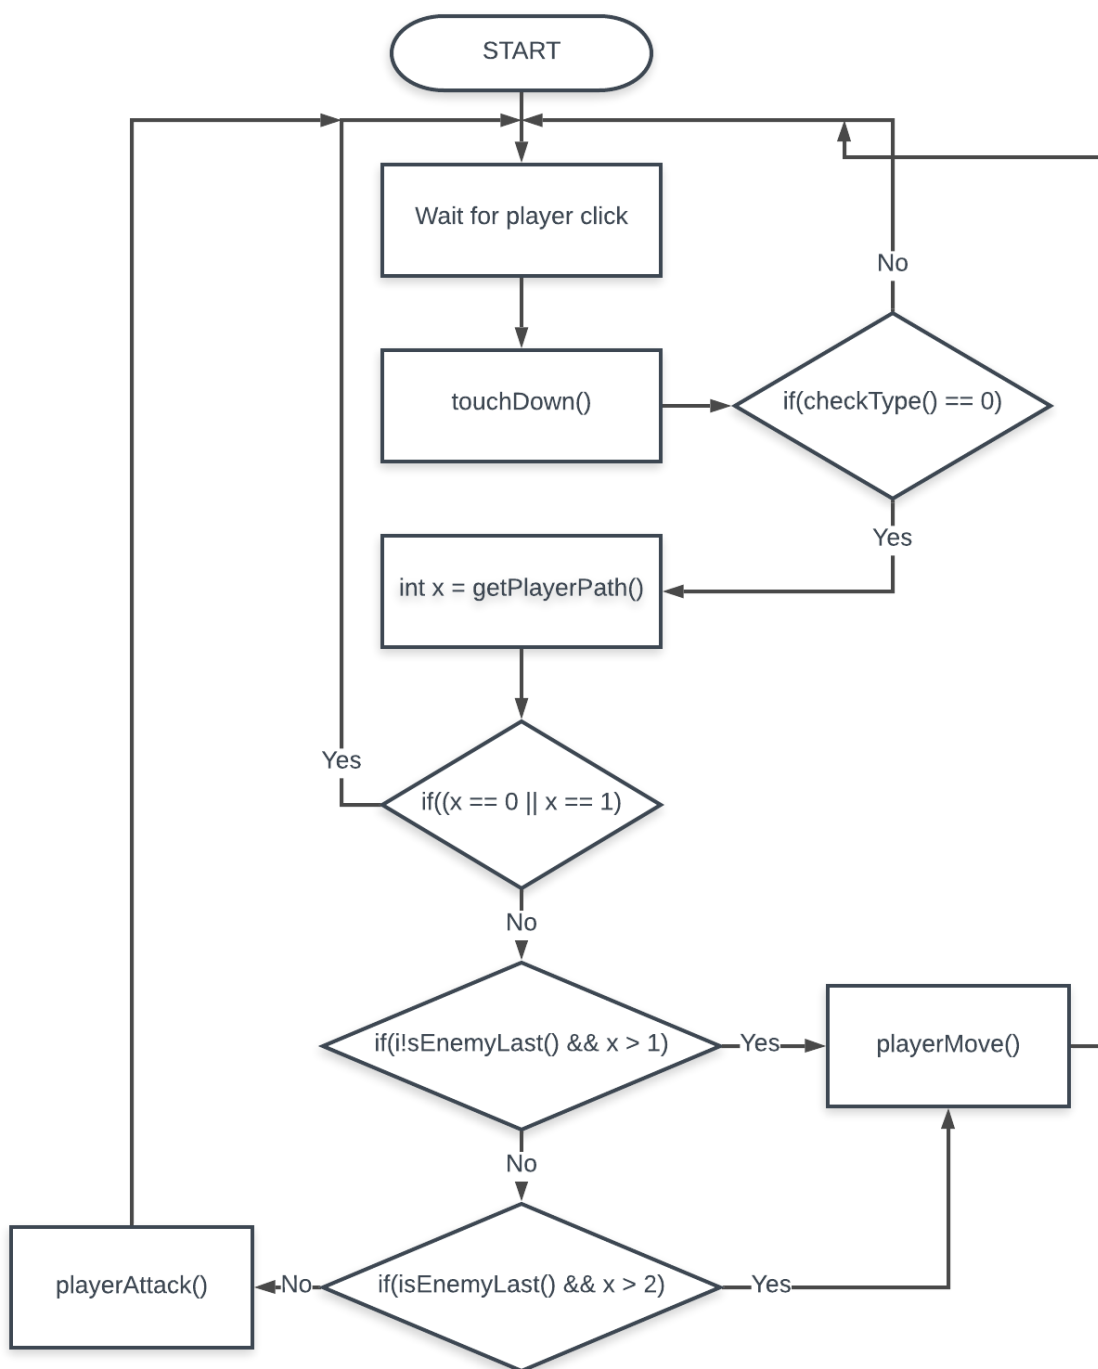 START
Wait for player click
No
touchDown()
if(checkType() == 0)
Yes
int x = getPlayerPath()
Yes
if((x == 0 || x == 1)
No
if(i!sEnemyLast() && x > 1)
Yes
playerMove()
No
playerAttack()
No
if(isEnemyLast() && x > 2)
Yes